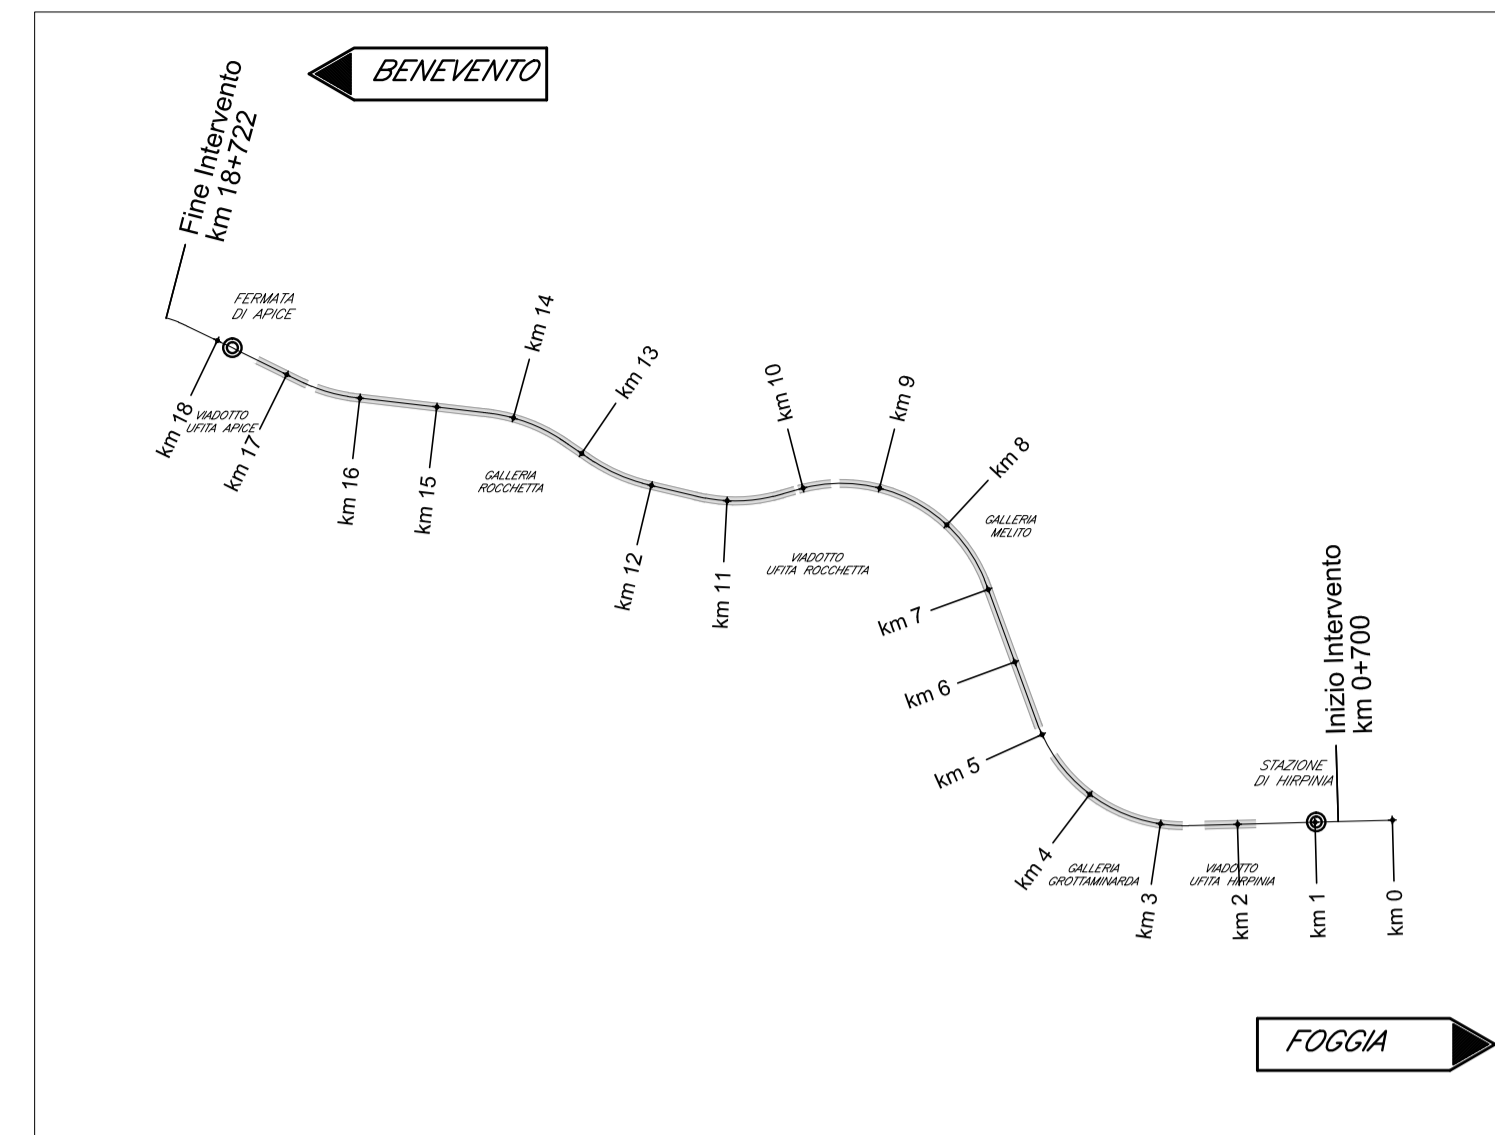 BENEVENTO
Fine Intervento
km 18+722
FERMATA
DI APICE
km 18
VIADOTTO
UFITA APICE
km 17
km 16
km 15
km 14
GALLERIA
ROCCHETTA
km 13
km 12
km 11
km 10
VIADOTTO
UFITA ROCCHETTA
km 9
km 8
GALLERIA
MELITO
km 7
km 6
km 5
km 4
GALLERIA
GROTTAMINARDA
km 3
VIADOTTO
UFITA HIRPINIA
km 2
STAZIONE
DI HIRPINIA
km 1
Inizio Intervento
km 0+700
km 0
FOGGIA